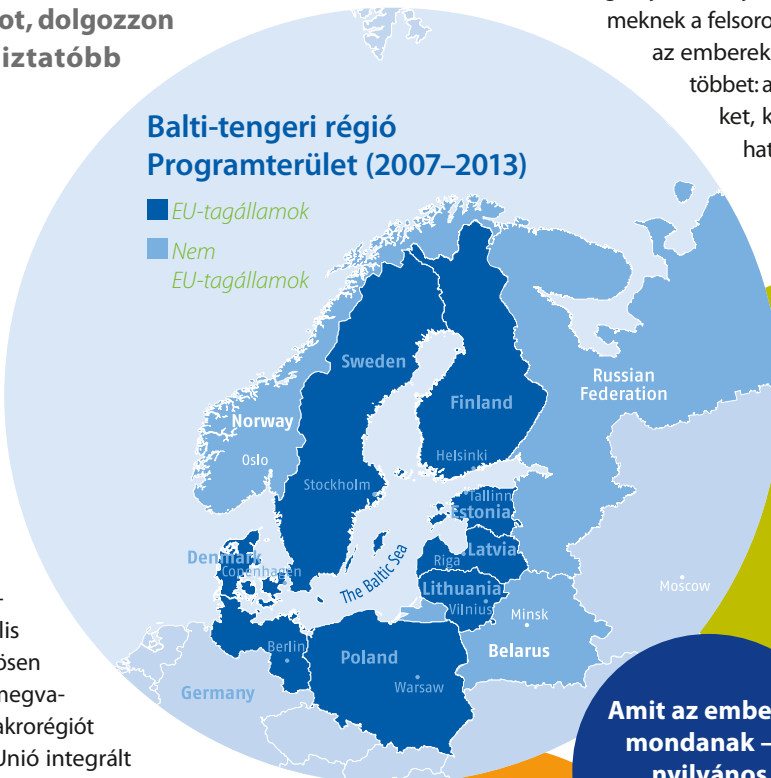 ot, dolgozzon
iztatóbb
meknek a felsoro
az emberek
többet: a
ket, k
hat
Balti-tengeri régió
Programterület (2007–2013)
EU-tagállamok
Nem
EU-tagállamok
Sweden
Finland
Russian
Federation
Norway
Oslo
Helsinki
Stockholm
Tallinn
Estonia
Denmark
Copenhagen
The Baltic Sea
Riga
Latvia
Lithuania
Vilnius
Moscow
Minsk
Belarus
Berlin
Poland
Warsaw
Germany
lis
ösen
megva-
akrorégiót
Unió integrált
Amit az embe
mondanak –
nyilvános